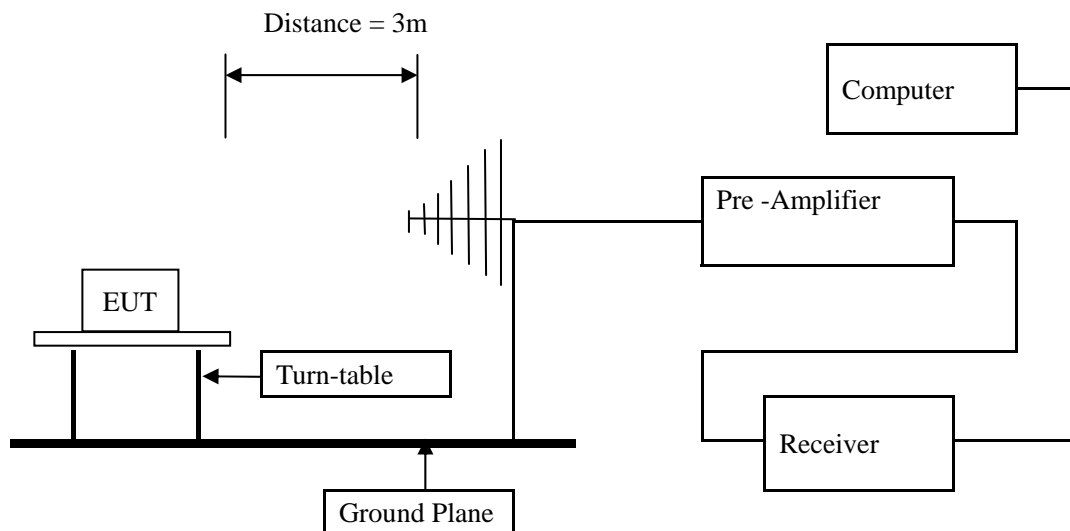 Distance = 3m
Computer
Pre -Amplifier
EUT
Turn-table
Receiver
Ground Plane